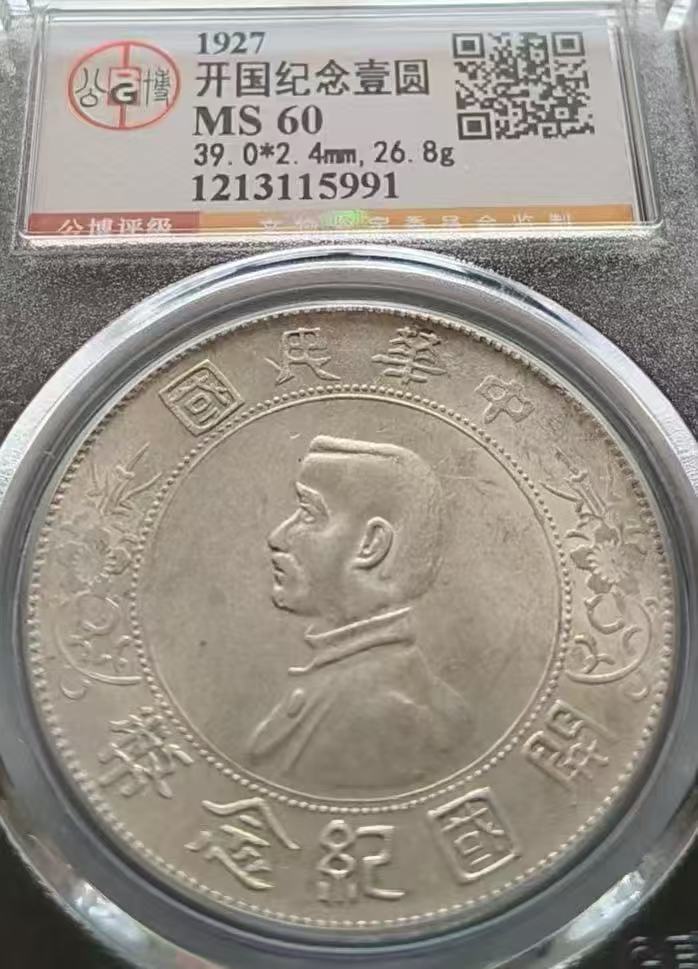 公博
G
1927
开国纪念壹圆
MS 60
39.0*2.4mm,26.8g
1213115991
公博评级
國民華中
開國紀念幣